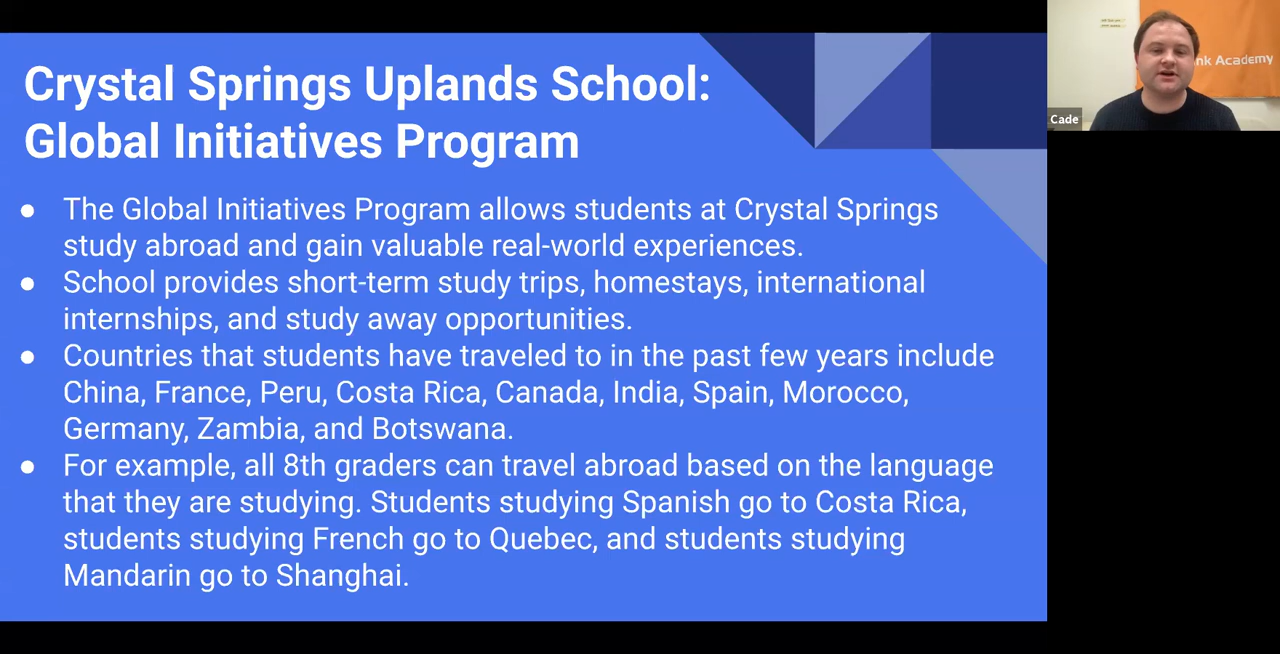 Crystal Springs Uplands School:
Global Initiatives Program
● The Global Initiatives Program allows students at Crystal Springs
study abroad and gain valuable real-world experiences.
● School provides short-term study trips, homestays, international
internships, and study away opportunities.
● Countries that students have traveled to in the past few years include
China, France, Peru, Costa Rica, Canada, India, Spain, Morocco,
Germany, Zambia, and Botswana.
● For example, all 8th graders can travel abroad based on the language
that they are studying. Students studying Spanish go to Costa Rica,
students studying French go to Quebec, and students studying
Mandarin go to Shanghai.
nk Academy
Cade